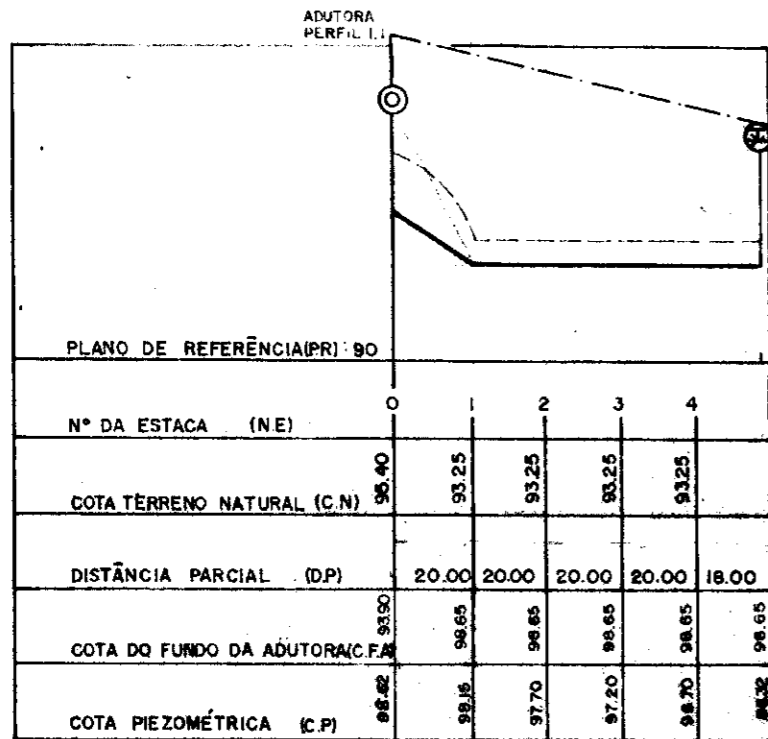 ADUTORA
PERFIL 1.1
PLANO DE REFERÊNCIA(PR): 90
0 1 2 3 4
Nº DA ESTACA (N.E)
95.40 93.25 93.25 93.25 93.25
COTA TERRENO NATURAL (C.N)
DISTÂNCIA PARCIAL (D.P) 20.00 20.00 20.00 20.00 18.00
93.90 98.65 98.65 98.65 98.65 98.65
COTA DO FUNDO DA ADUTORA(C.F.A
98.62 98.16 97.70 97.20 98.70
COTA PIEZOMÉTRICA (C.P)